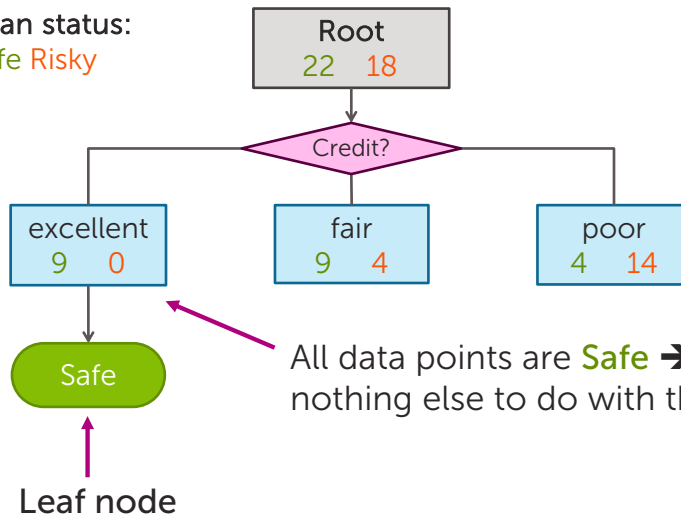 an status:
fe Risky
Root
22 18
Credit?
excellent
9 0
fair
9 4
poor
4 14
Safe
All data points are Safe ➔
nothing else to do with th
Leaf node